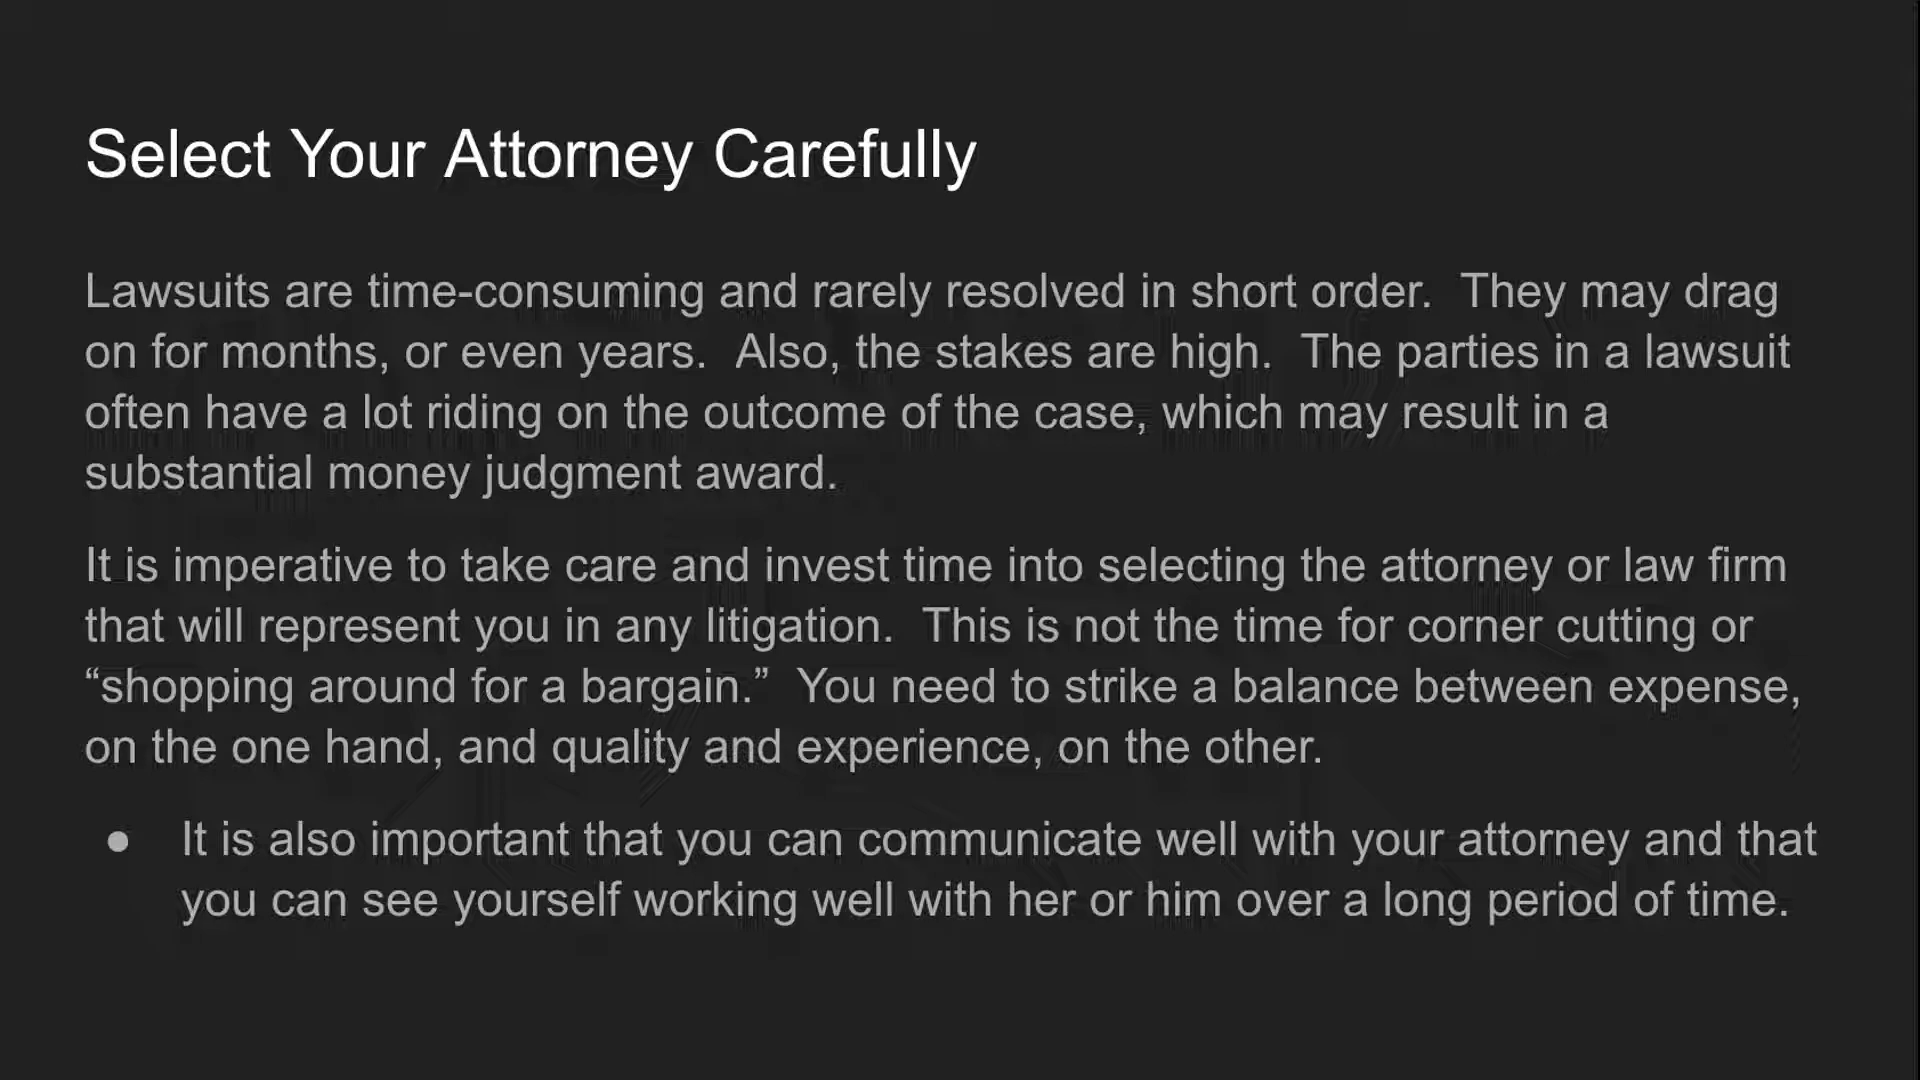 Select Your Attorney Carefully
Lawsuits are time-consuming and rarely resolved in short order.  They may drag
on for months, or even years.  Also, the stakes are high.  The parties in a lawsuit
often have a lot riding on the outcome of the case, which may result in a
substantial money judgment award.
It is imperative to take care and invest time into selecting the attorney or law firm
that will represent you in any litigation.  This is not the time for corner cutting or
“shopping around for a bargain.”  You need to strike a balance between expense,
on the one hand, and quality and experience, on the other.
● It is also important that you can communicate well with your attorney and that
you can see yourself working well with her or him over a long period of time.